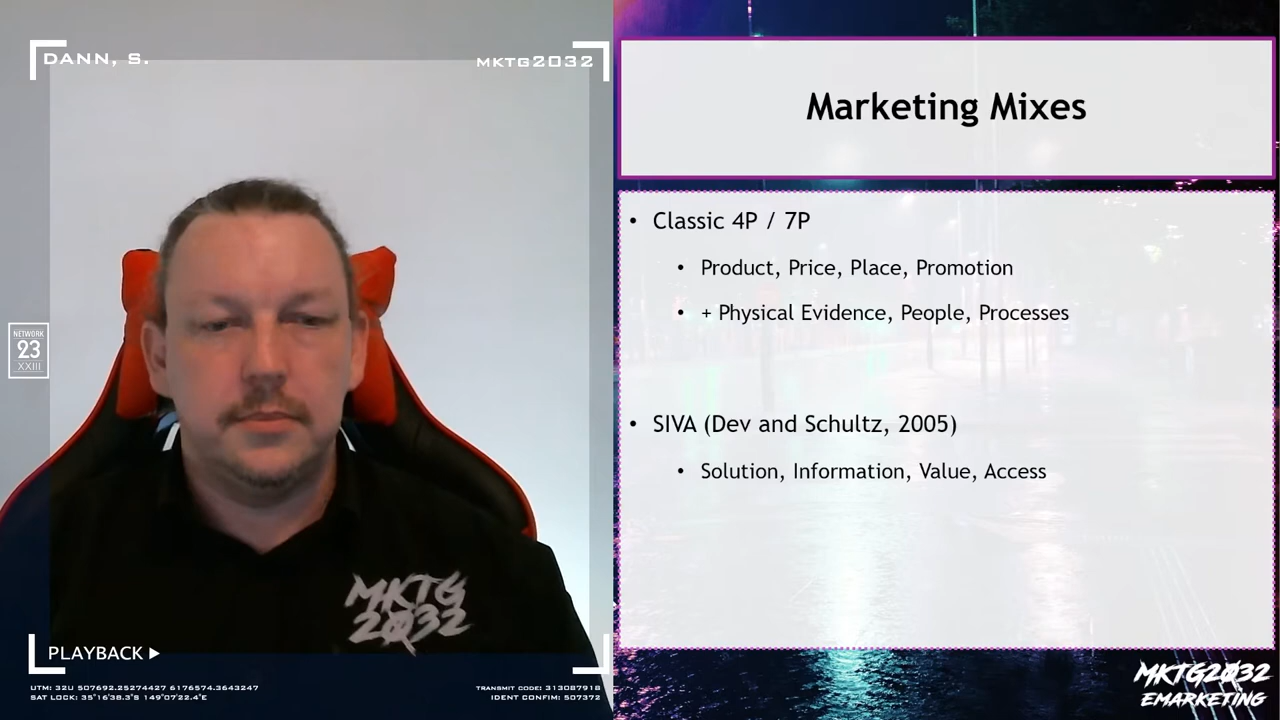 DANN, S.
MKTG2032
NETWORK
23
XXIII
MKTG
2032
PLAYBACK
UTM: 32U 507692.25274427 6176574.3643247
SAT LOCK: 35°16'38.3"S 149°07'22.4"E
TRANSMIT CODE: 313087918
IDENT CONFIM: 507372
Marketing Mixes
• Classic 4P / 7P
• Product, Price, Place, Promotion
• + Physical Evidence, People, Processes
• SIVA (Dev and Schultz, 2005)
• Solution, Information, Value, Access
MKTG2032
EMARKETING